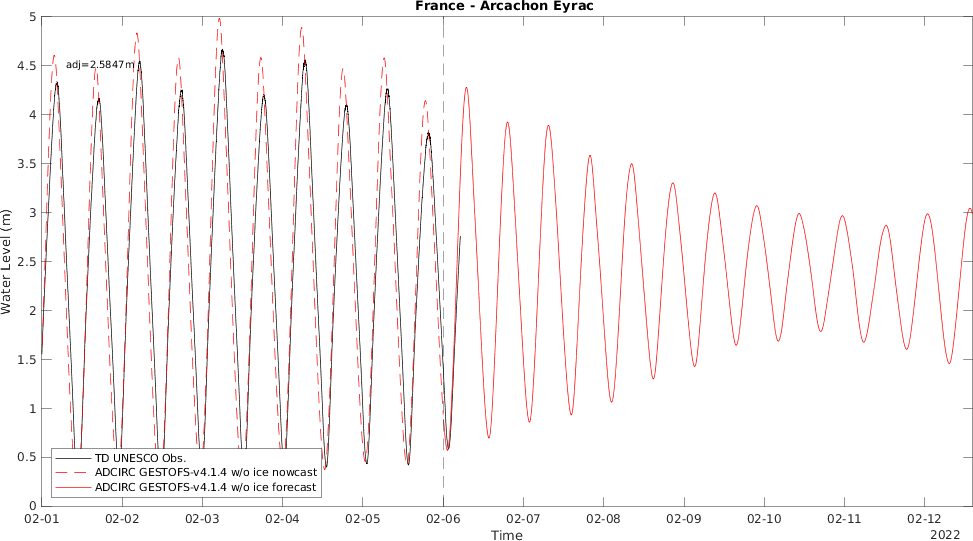 France - Arcachon Eyrac
Water Level (m)
5
4.5
4
3.5
3
2.5
2
1.5
1
0.5
0
adj=2.5847m
TD UNESCO Obs.
ADCIRC GESTOFS-v4.1.4 w/o ice nowcast
ADCIRC GESTOFS-v4.1.4 w/o ice forecast
02-01 02-02 02-03 02-04 02-05 02-06 02-07 02-08 02-09 02-10 02-11 02-12
Time
2022